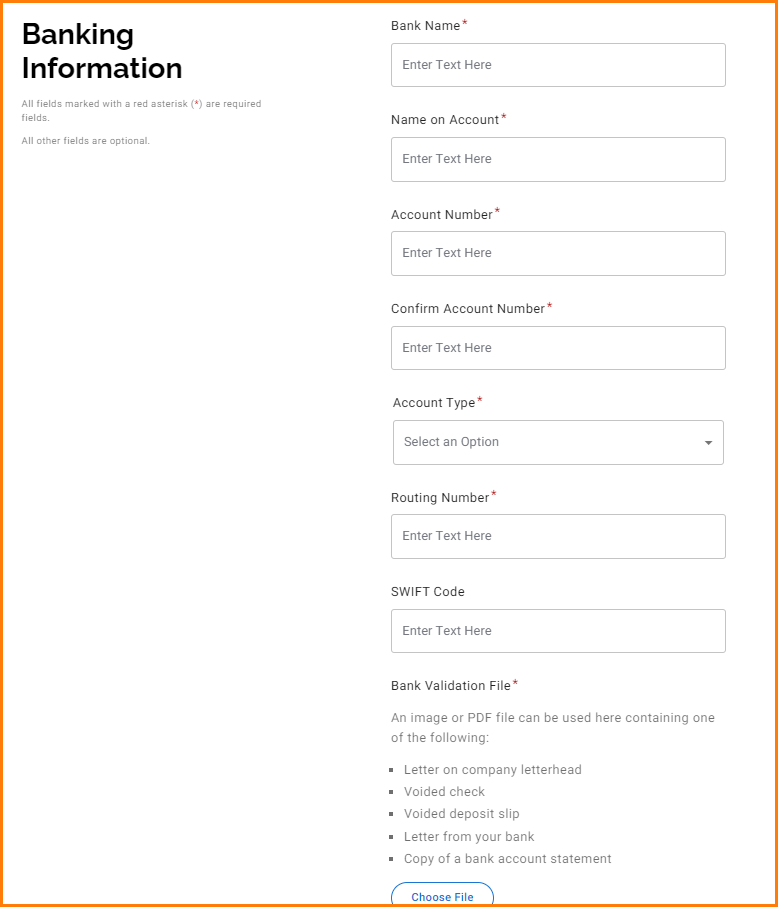 Banking
Information
All fields marked with a red asterisk (*) are required
fields.
All other fields are optional.
Bank Name*
Enter Text Here
Name on Account*
Enter Text Here
Account Number*
Enter Text Here
Confirm Account Number*
Enter Text Here
Account Type*
Select an Option
Routing Number*
Enter Text Here
SWIFT Code
Enter Text Here
Bank Validation File*
An image or PDF file can be used here containing one
of the following:
Letter on company letterhead
Voided check
Voided deposit slip
Letter from your bank
Copy of a bank account statement
Choose File